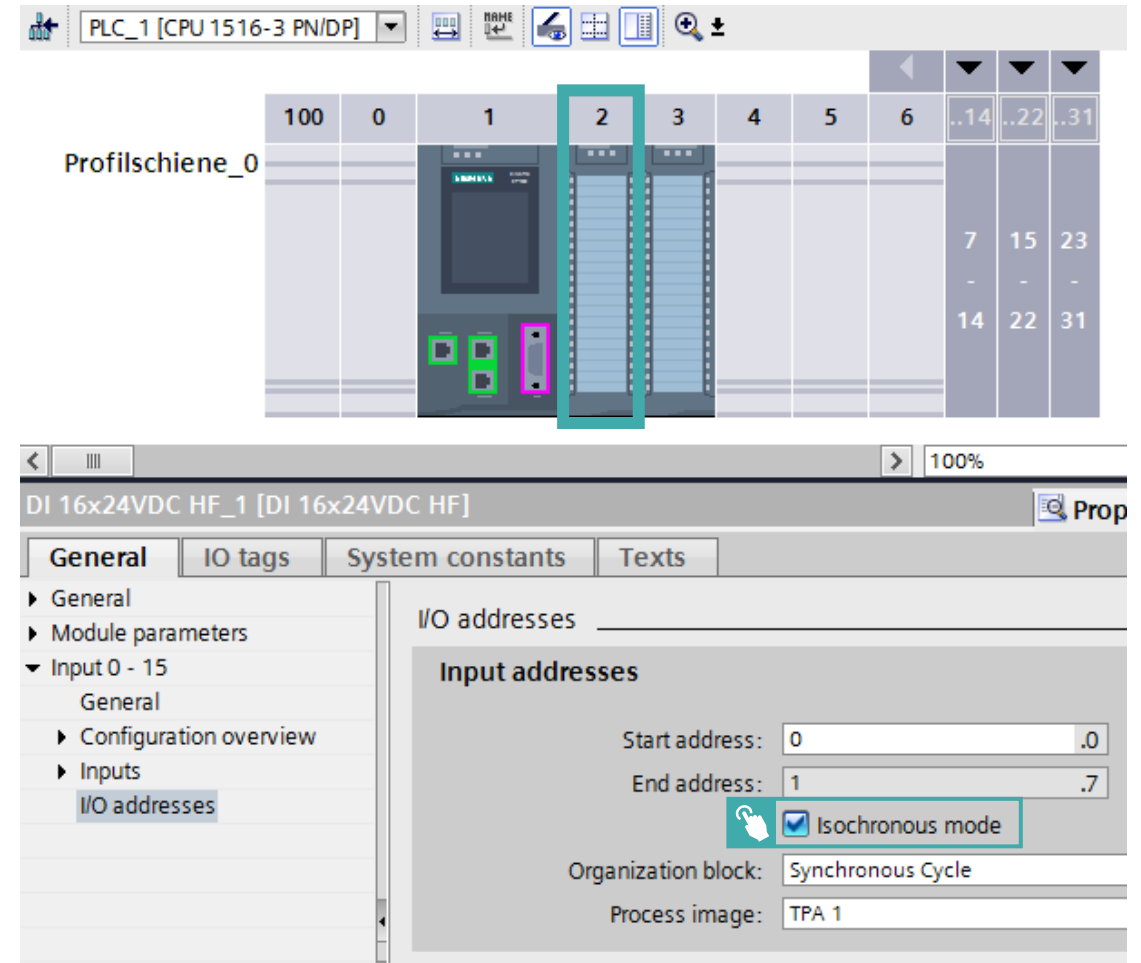 PLC_1 [CPU 1516-3 PN/DP]
NAME
100 0 1 2 3 4 5 6 ..14 ..22 ..31
Profilschiene_0
SIEMENS
7 15 23
- - -
14 22 31
100%
DI 16x24VDC HF_1 [DI 16x24VDC HF]
Prop
General IO tags System constants Texts
General
Module parameters
Input 0 - 15
General
Configuration overview
Inputs
I/O addresses
I/O addresses
Input addresses
Start address: 0 .0
End address: 1 .7
Isochronous mode
Organization block: Synchronous Cycle
Process image: TPA 1